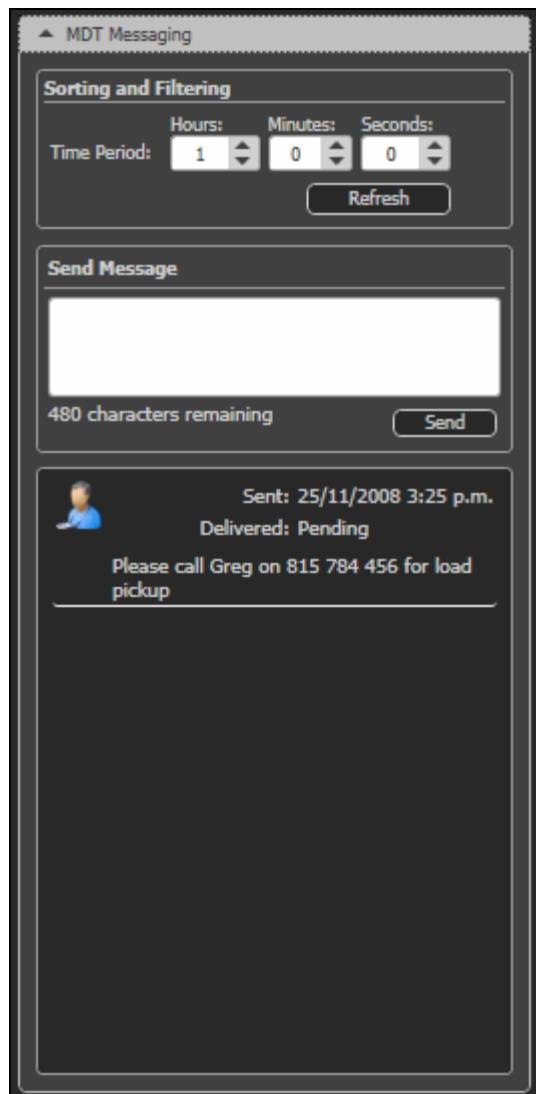 MDT Messaging
Sorting and Filtering
Hours: Minutes: Seconds:
Time Period: 1 0 0
Refresh
Send Message
480 characters remaining
Send
Sent: 25/11/2008 3:25 p.m.
Delivered: Pending
Please call Greg on 815 784 456 for load
pickup